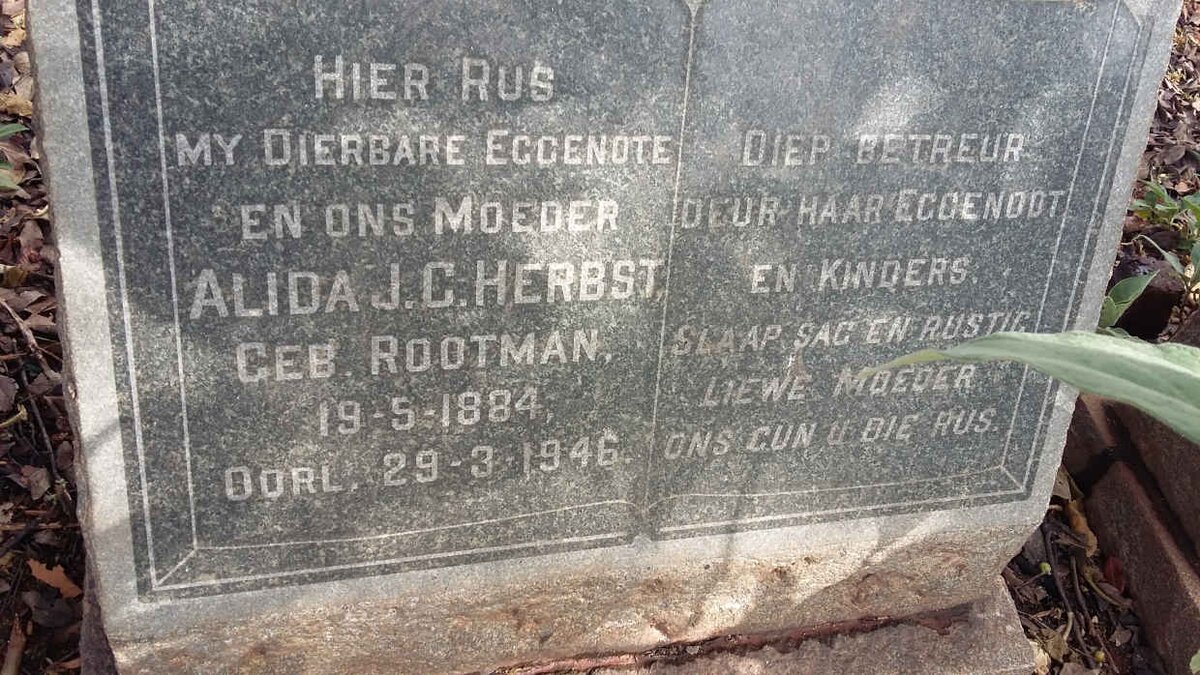 HIER RUS
MY DIERBARE EGGENOTE
EN ONS MOEDER
ALIDA J.C. HERBST,
GEB. ROOTMAN,
19-5-1884,
OORL. 29-3-1946.
DIEP BETREUR
DEUR HAAR EGGENOOT
EN KINDERS.
SLAAP SAG EN RUSTIG
LIEWE MOEDER
ONS GUN U DIE RUS.